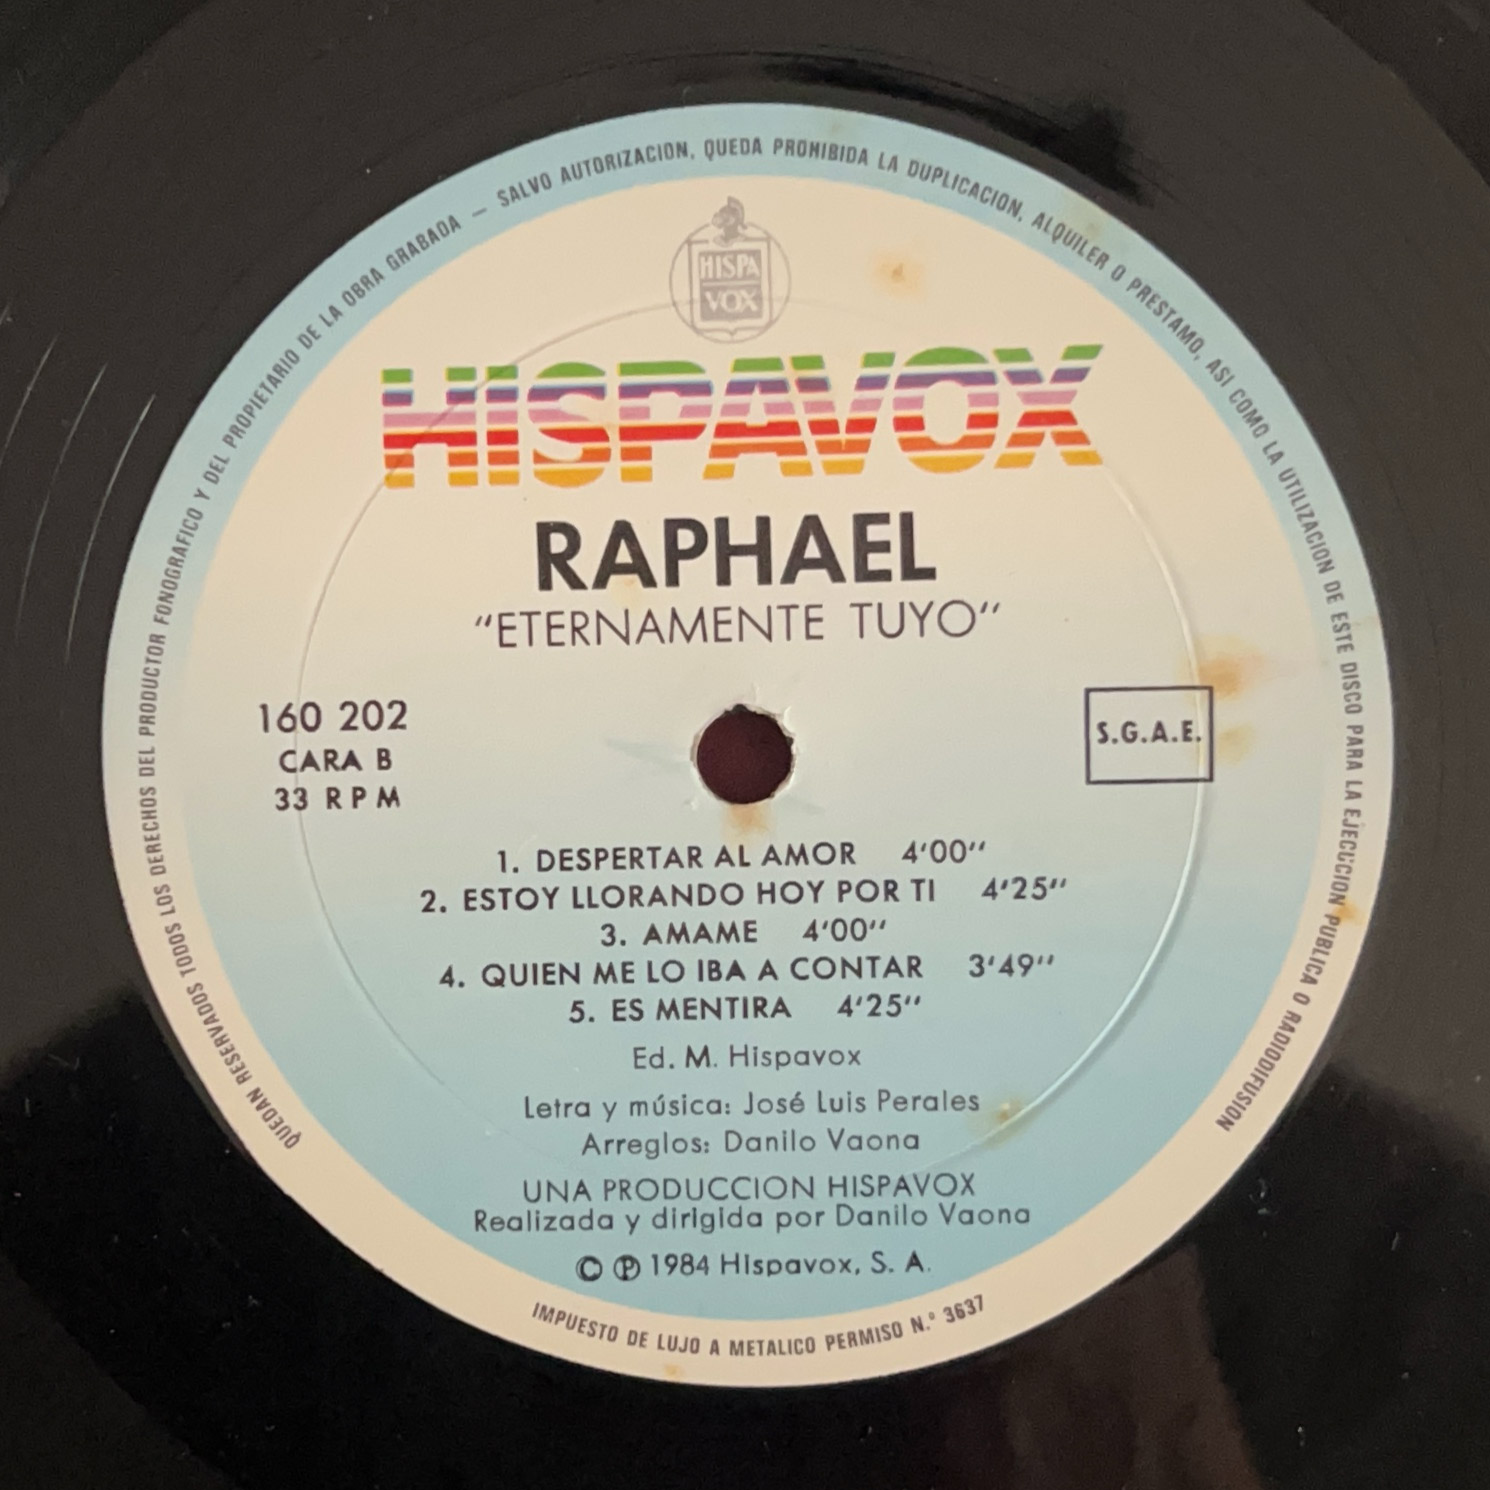 QUEDAN RESERVADOS TODOS LOS DERECHOS DEL PRODUCTOR FONOGRAFICO Y DEL PROPIETARIO DE LA OBRA GRABADA — SALVO AUTORIZACION, QUEDA PROHIBIDA LA DUPLICACION, ALQUILER O PRESTAMO, ASI COMO LA UTILIZACION DE ESTE DISCO PARA LA EJECUCION PUBLICA O RADIODIFUSION
HISPA
VOX
HISPAVOX
RAPHAEL
"ETERNAMENTE TUYO"
160 202
CARA B
33 RPM
S.G.A.E.
1. DESPERTAR AL AMOR 4'00"
2. ESTOY LLORANDO HOY POR TI 4'25"
3. AMAME 4'00"
4. QUIEN ME LO IBA A CONTAR 3'49"
5. ES MENTIRA 4'25"
Ed. M. Hispavox
Letra y música: José Luis Perales
Arreglos: Danilo Vaona
UNA PRODUCCION HISPAVOX
Realizada y dirigida por Danilo Vaona
© ℗ 1984 Hispavox, S. A.
IMPUESTO DE LUJO A METALICO PERMISO N.º 3637